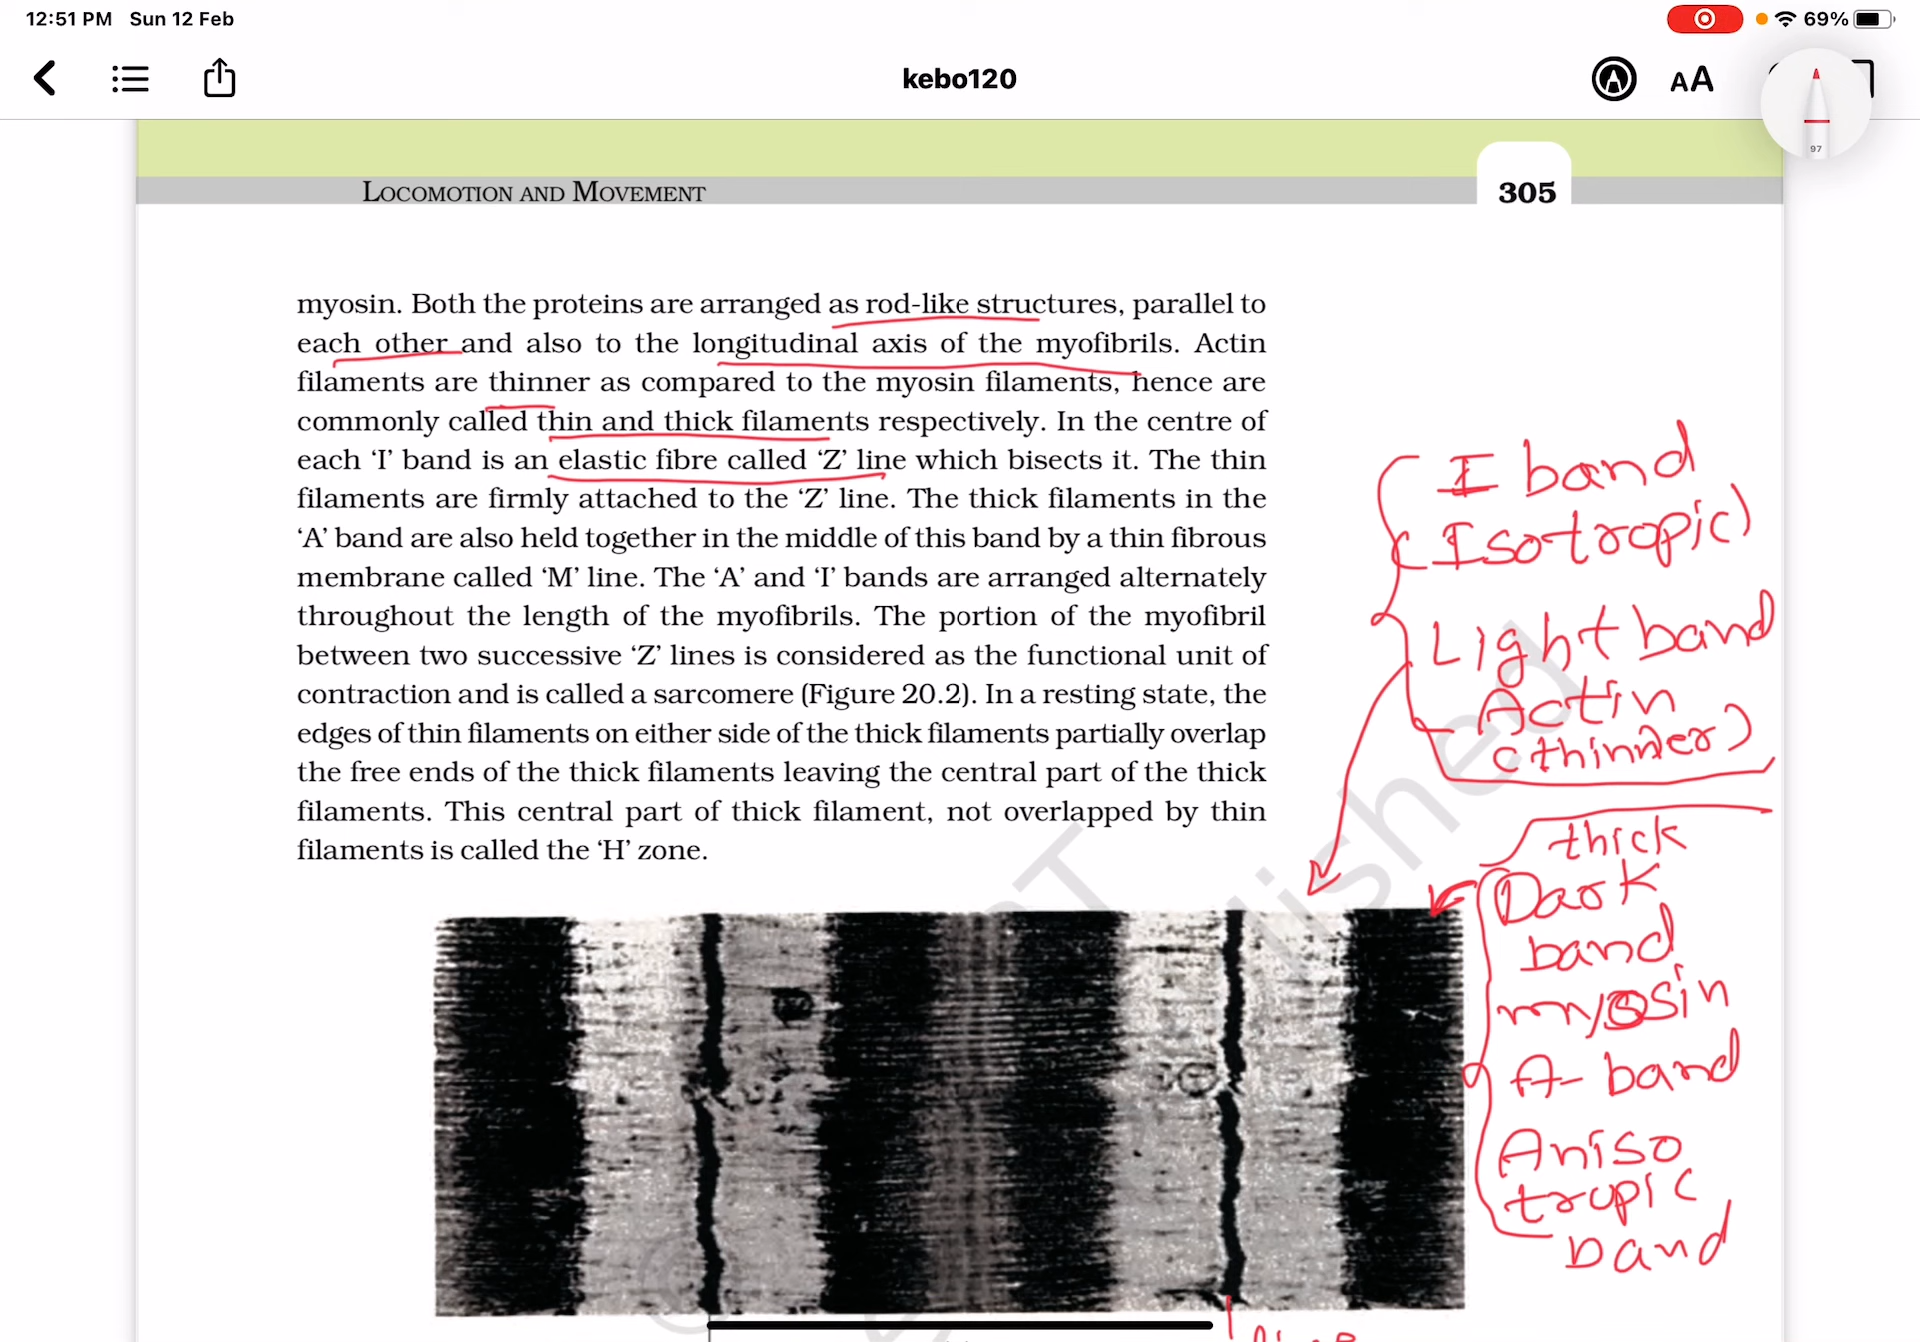 12:51 PM Sun 12 Feb
69%
kebo120
AA
97
LOCOMOTION AND MOVEMENT
305
myosin. Both the proteins are arranged as rod-like structures, parallel to
each other and also to the longitudinal axis of the myofibrils. Actin
filaments are thinner as compared to the myosin filaments, hence are
commonly called thin and thick filaments respectively. In the centre of
each ‘I’ band is an elastic fibre called ‘Z’ line which bisects it. The thin
filaments are firmly attached to the ‘Z’ line. The thick filaments in the
‘A’ band are also held together in the middle of this band by a thin fibrous
membrane called ‘M’ line. The ‘A’ and ‘I’ bands are arranged alternately
throughout the length of the myofibrils. The portion of the myofibril
between two successive ‘Z’ lines is considered as the functional unit of
contraction and is called a sarcomere (Figure 20.2). In a resting state, the
edges of thin filaments on either side of the thick filaments partially overlap
the free ends of the thick filaments leaving the central part of the thick
filaments. This central part of thick filament, not overlapped by thin
filaments is called the ‘H’ zone.
I band
(Isotropic)
Light band
Actin
(thinner)
thick
Dark
band
myosin
A- band
Aniso
tropic
band